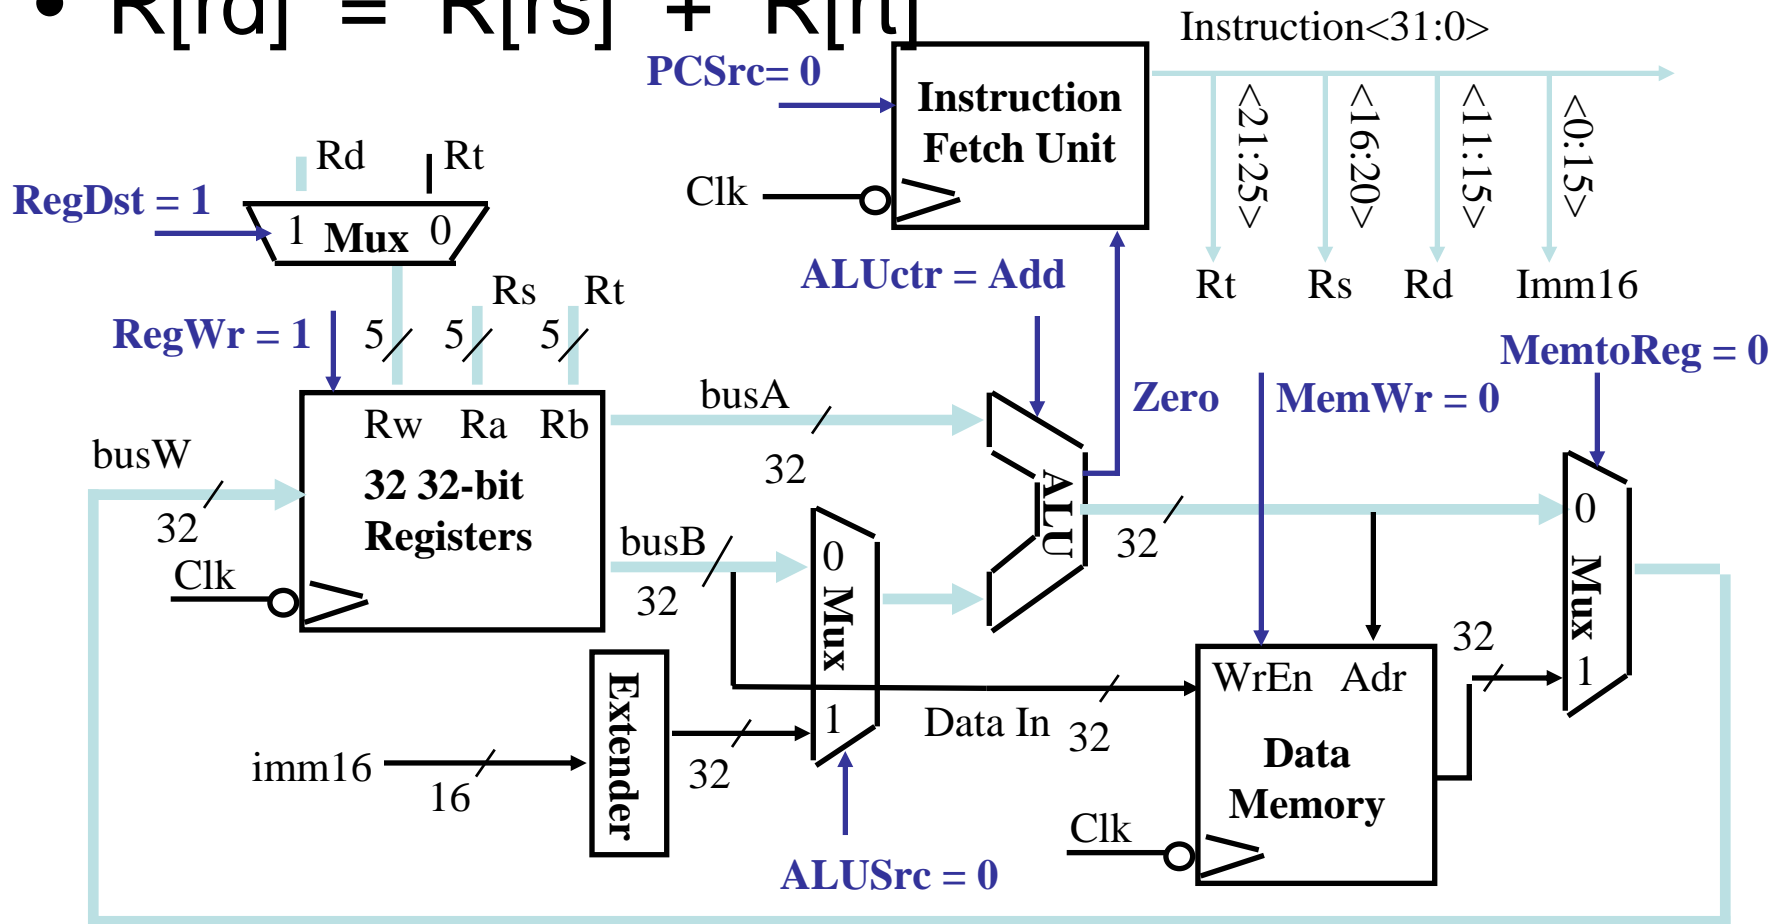 • R[rd] = R[rs] + R[rt]
Instruction<31:0>
PCSrc= 0
Instruction
Fetch Unit
Clk
<21:25>
<16:20>
<11:15>
<0:15>
Rt
Rs
Rd
Imm16
Rd
Rt
RegDst = 1
1
Mux
0
ALUctr = Add
Rs
Rt
RegWr = 1
5
5
5
MemtoReg = 0
busA
32
Zero
MemWr = 0
Rw
Ra
Rb
32 32-bit
Registers
busW
32
Clk
busB
32
0
Mux
1
ALU
32
0
Mux
1
32
WrEn
Adr
Data
Memory
Clk
Data In
32
Extender
imm16
16
32
ALUSrc = 0